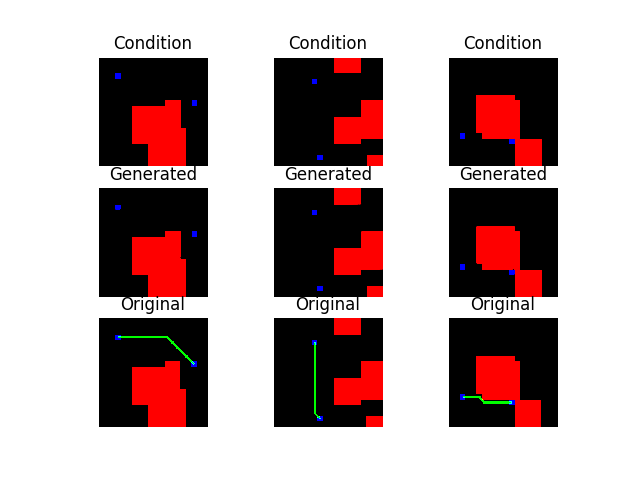 Condition Condition Condition
Generated Generated Generated
Original Original Original